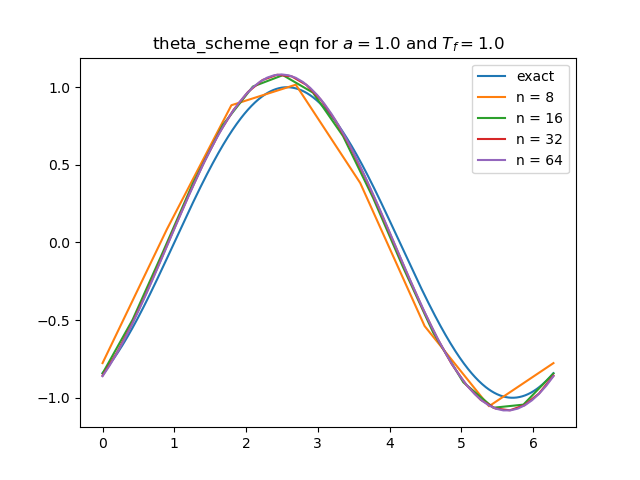 theta_scheme_eqn for a = 1.0 and T_f = 1.0
exact
n = 8
n = 16
n = 32
n = 64
1.0
0.5
0.0
−0.5
−1.0
0 1 2 3 4 5 6